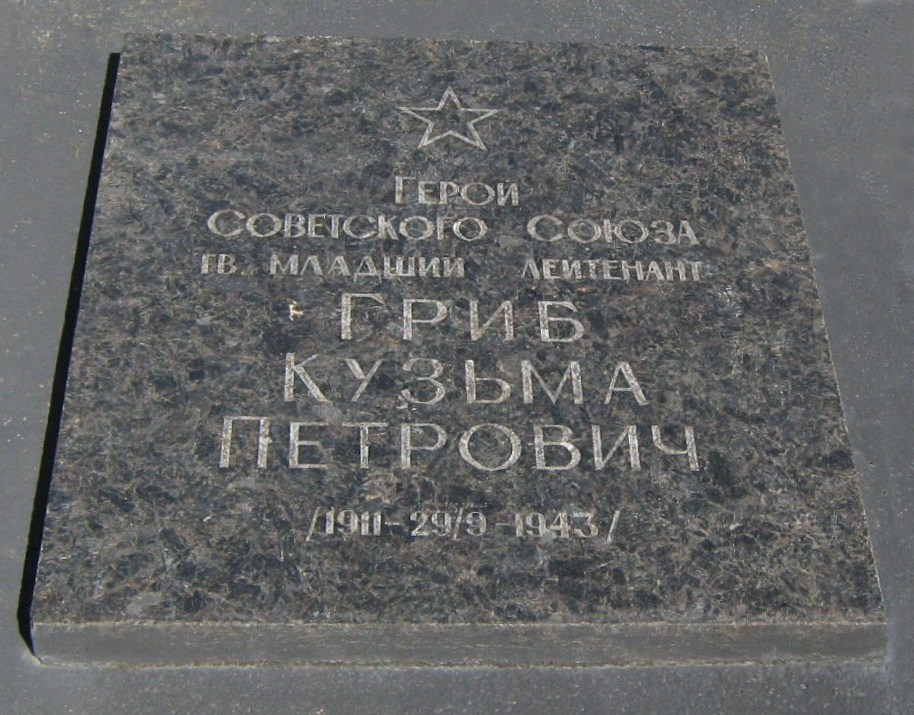 Герой
Советского Союза
гв. младший лейтенант
Гриб
Кузьма
Петрович
/1911-29/9-1943/